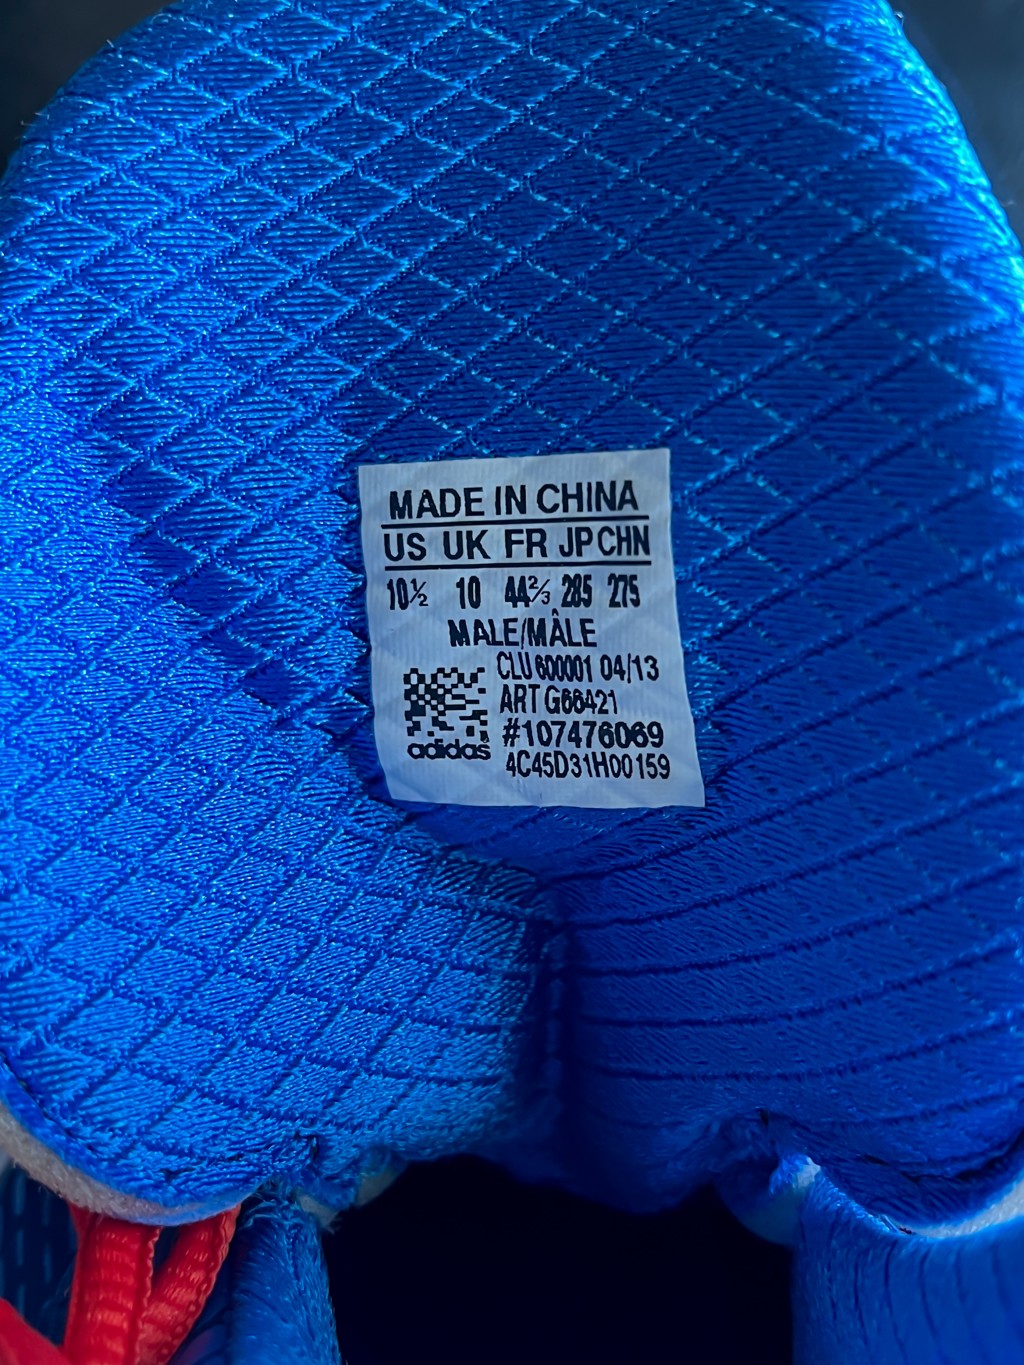 MADE IN CHINA
US UK FR JP CHN
10½ 10 44⅔ 285 275
MALE/MÂLE
CLU 600001 04/13
ART G66421
#107476069
adidas
4C45D31H00159